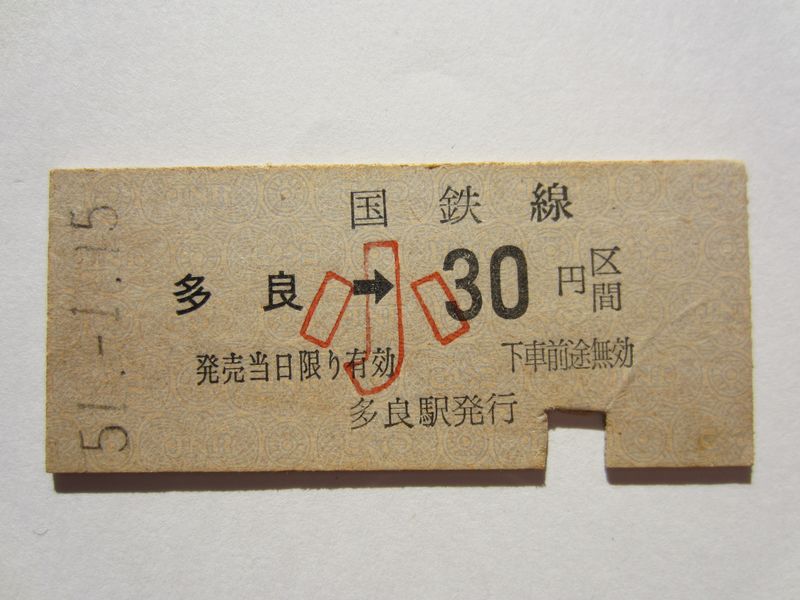 51.-1.15
国鉄線
多良➡30円区間
小
発売当日限り有効
下車前途無効
多良駅発行